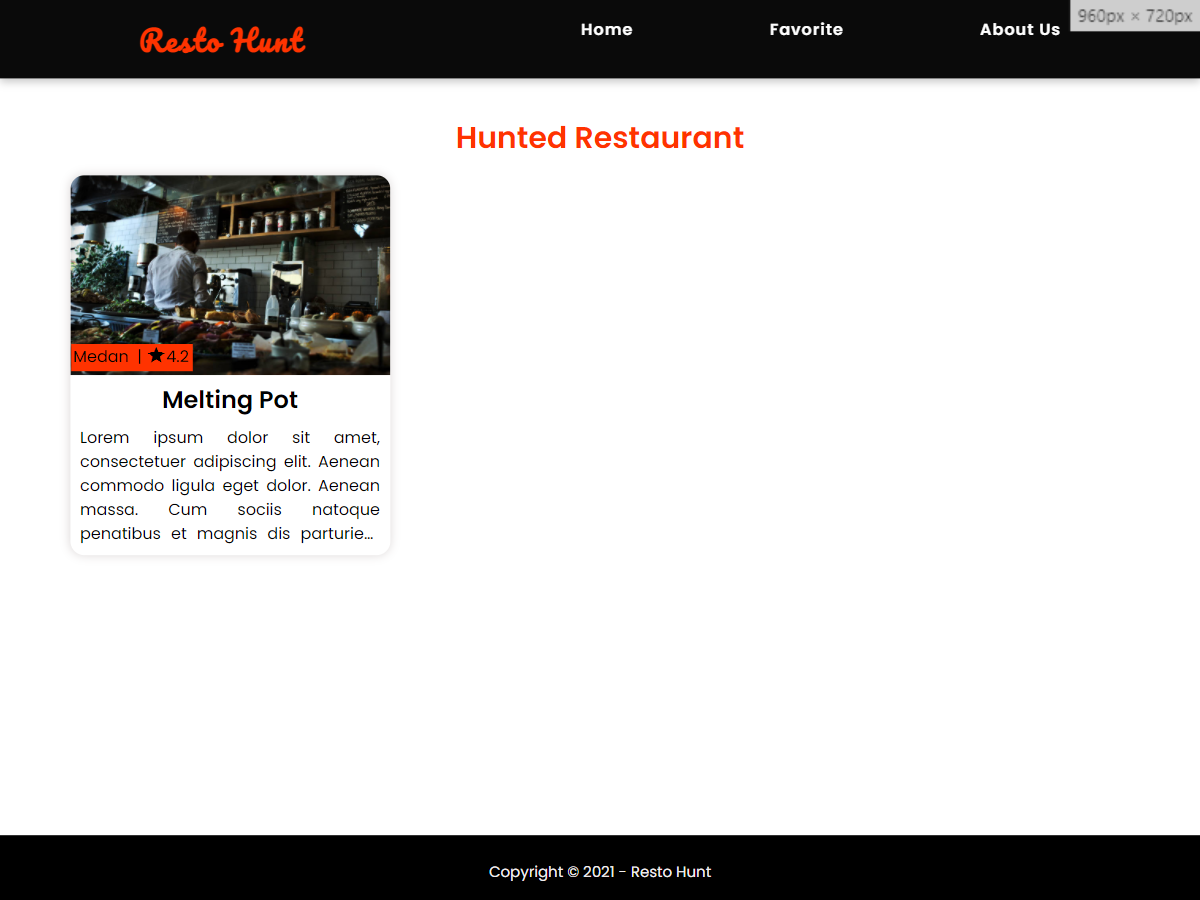 Resto Hunt
Home
Favorite
About Us
960px × 720px
Hunted Restaurant
Medan | ★4.2
Melting Pot
Lorem ipsum dolor sit amet,
consectetuer adipiscing elit. Aenean
commodo ligula eget dolor. Aenean
massa. Cum sociis natoque
penatibus et magnis dis parturie...
Copyright © 2021 - Resto Hunt